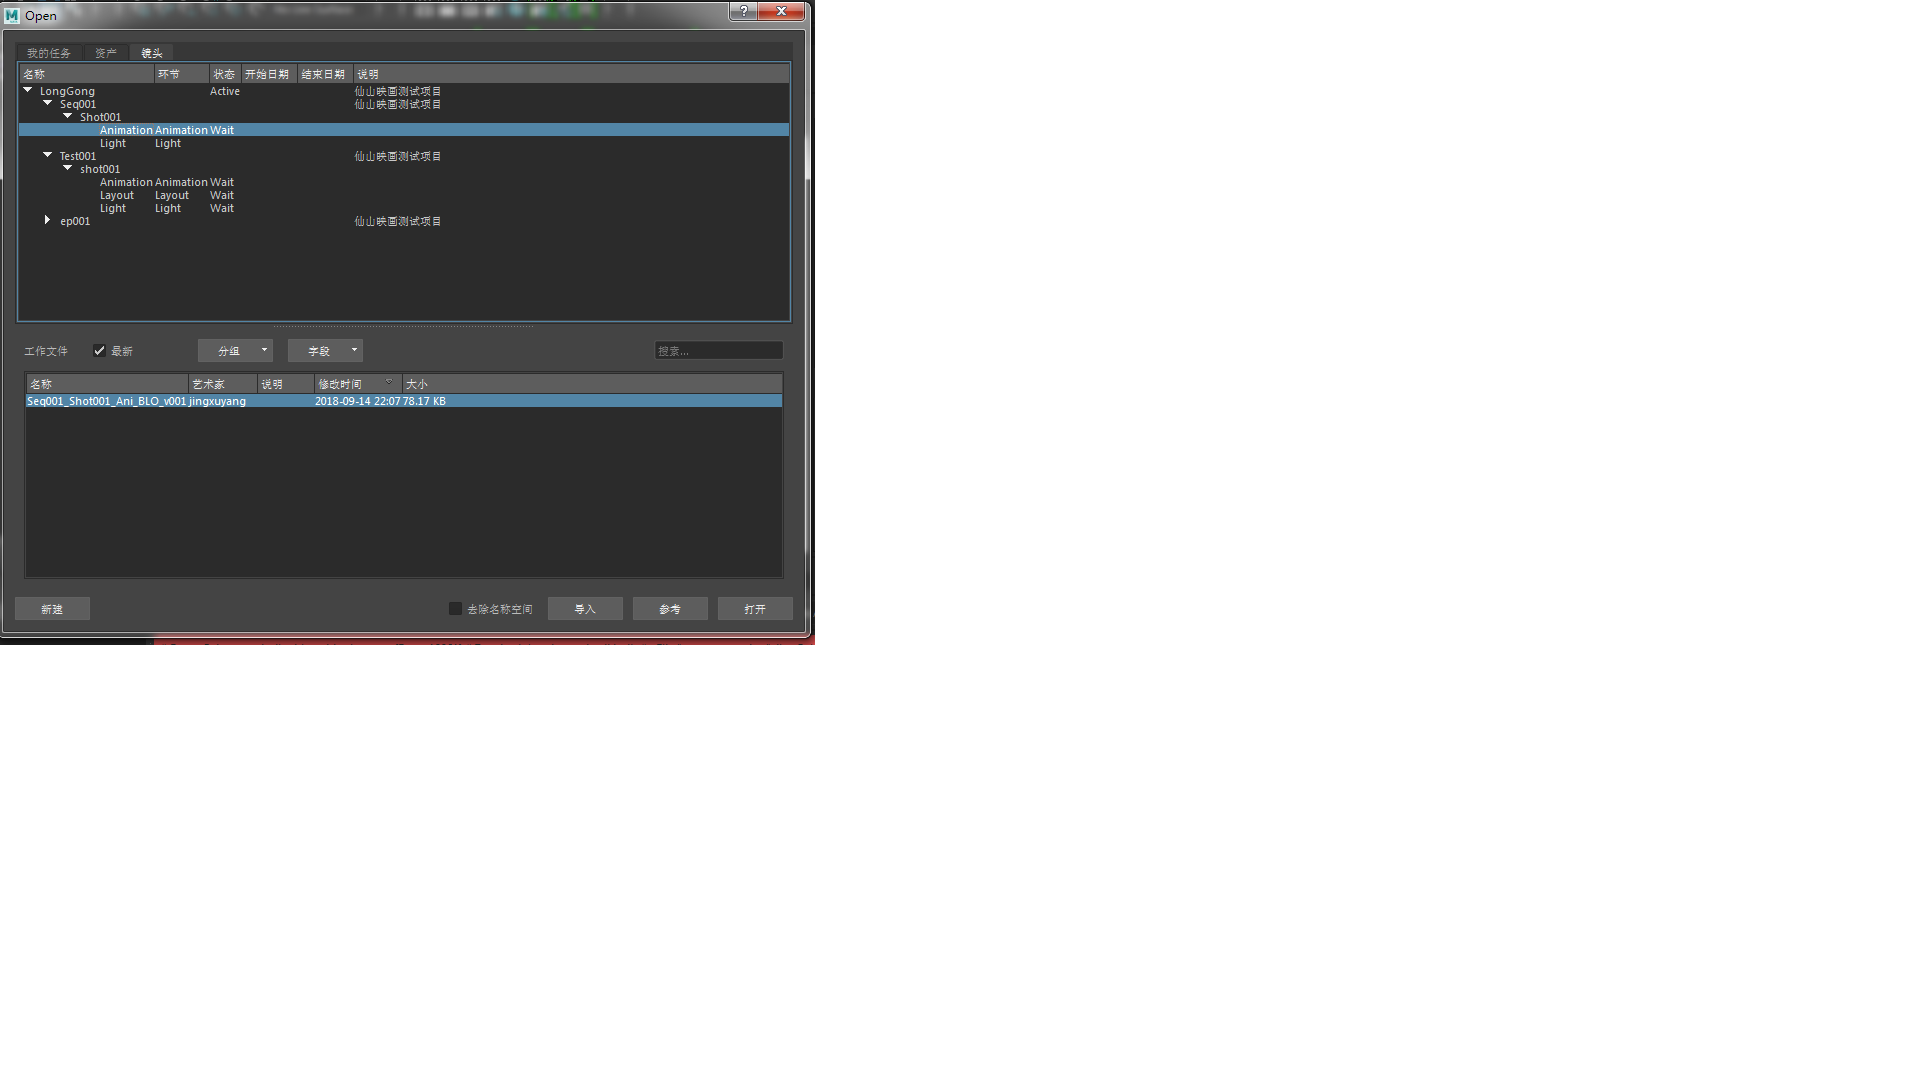 Open
我的任务 资产 镜头
名称 环节 状态 开始日期 结束日期 说明
LongGong Active 仙山映画测试项目
Seq001 仙山映画测试项目
Shot001
Animation Animation Wait
Light Light
Test001 仙山映画测试项目
shot001
Animation Animation Wait
Layout Layout Wait
Light Light Wait
ep001 仙山映画测试项目
工作文件 最新 分组 字段 搜索...
名称 艺术家 说明 修改时间 大小
Seq001_Shot001_Ani_BLO_v001 jingxuyang 2018-09-14 22:07 78.17 KB
新建 去除名称空间 导入 参考 打开